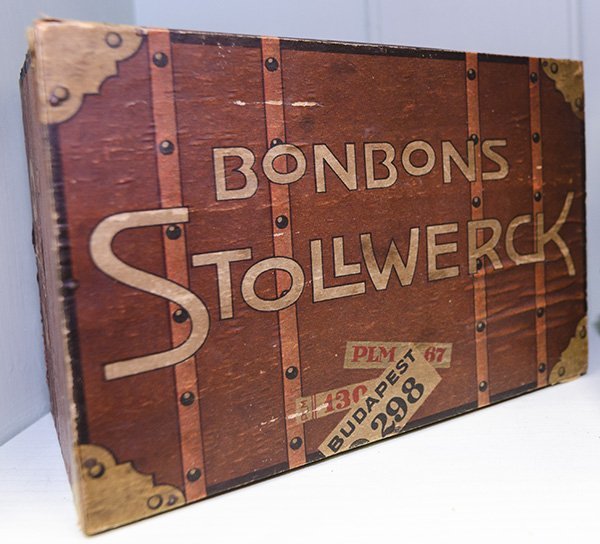 BONBONS
STOLLWERCK
PLM 67
130
BUDAPEST
298